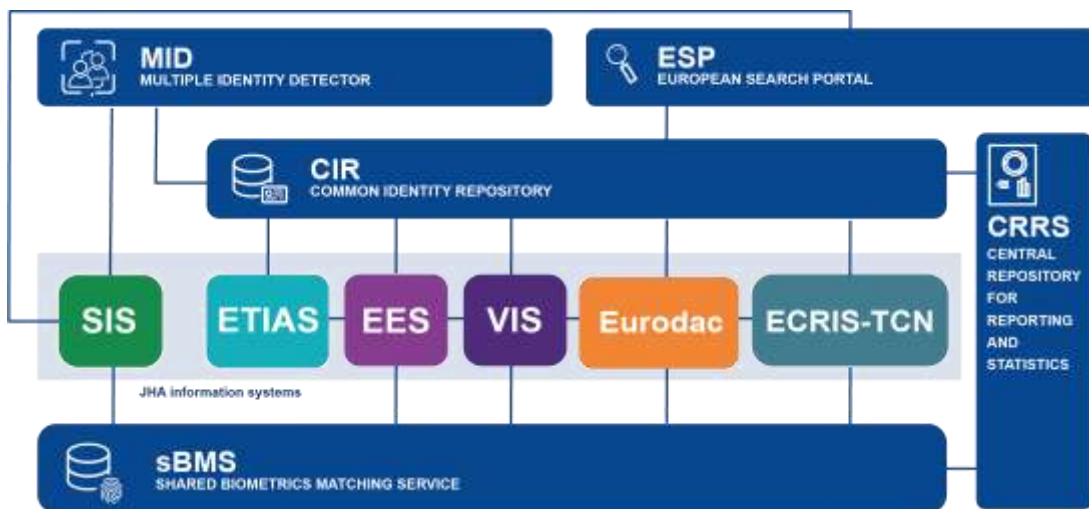 MID
MULTIPLE IDENTITY DETECTOR
ESP
EUROPEAN SEARCH PORTAL
CIR
COMMON IDENTITY REPOSITORY
CRRS
CENTRAL
REPOSITORY
FOR
REPORTING
AND
STATISTICS
SIS
ETIAS
EES
VIS
Eurodac
ECRIS-TCN
JHA information systems
sBMS
SHARED BIOMETRICS MATCHING SERVICE